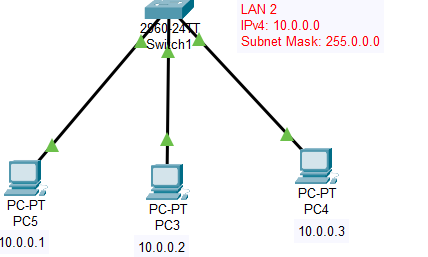 2960-24TT
Switch1
LAN 2
IPv4: 10.0.0.0
Subnet Mask: 255.0.0.0
PC-PT
PC5
10.0.0.1
PC-PT
PC3
10.0.0.2
PC-PT
PC4
10.0.0.3